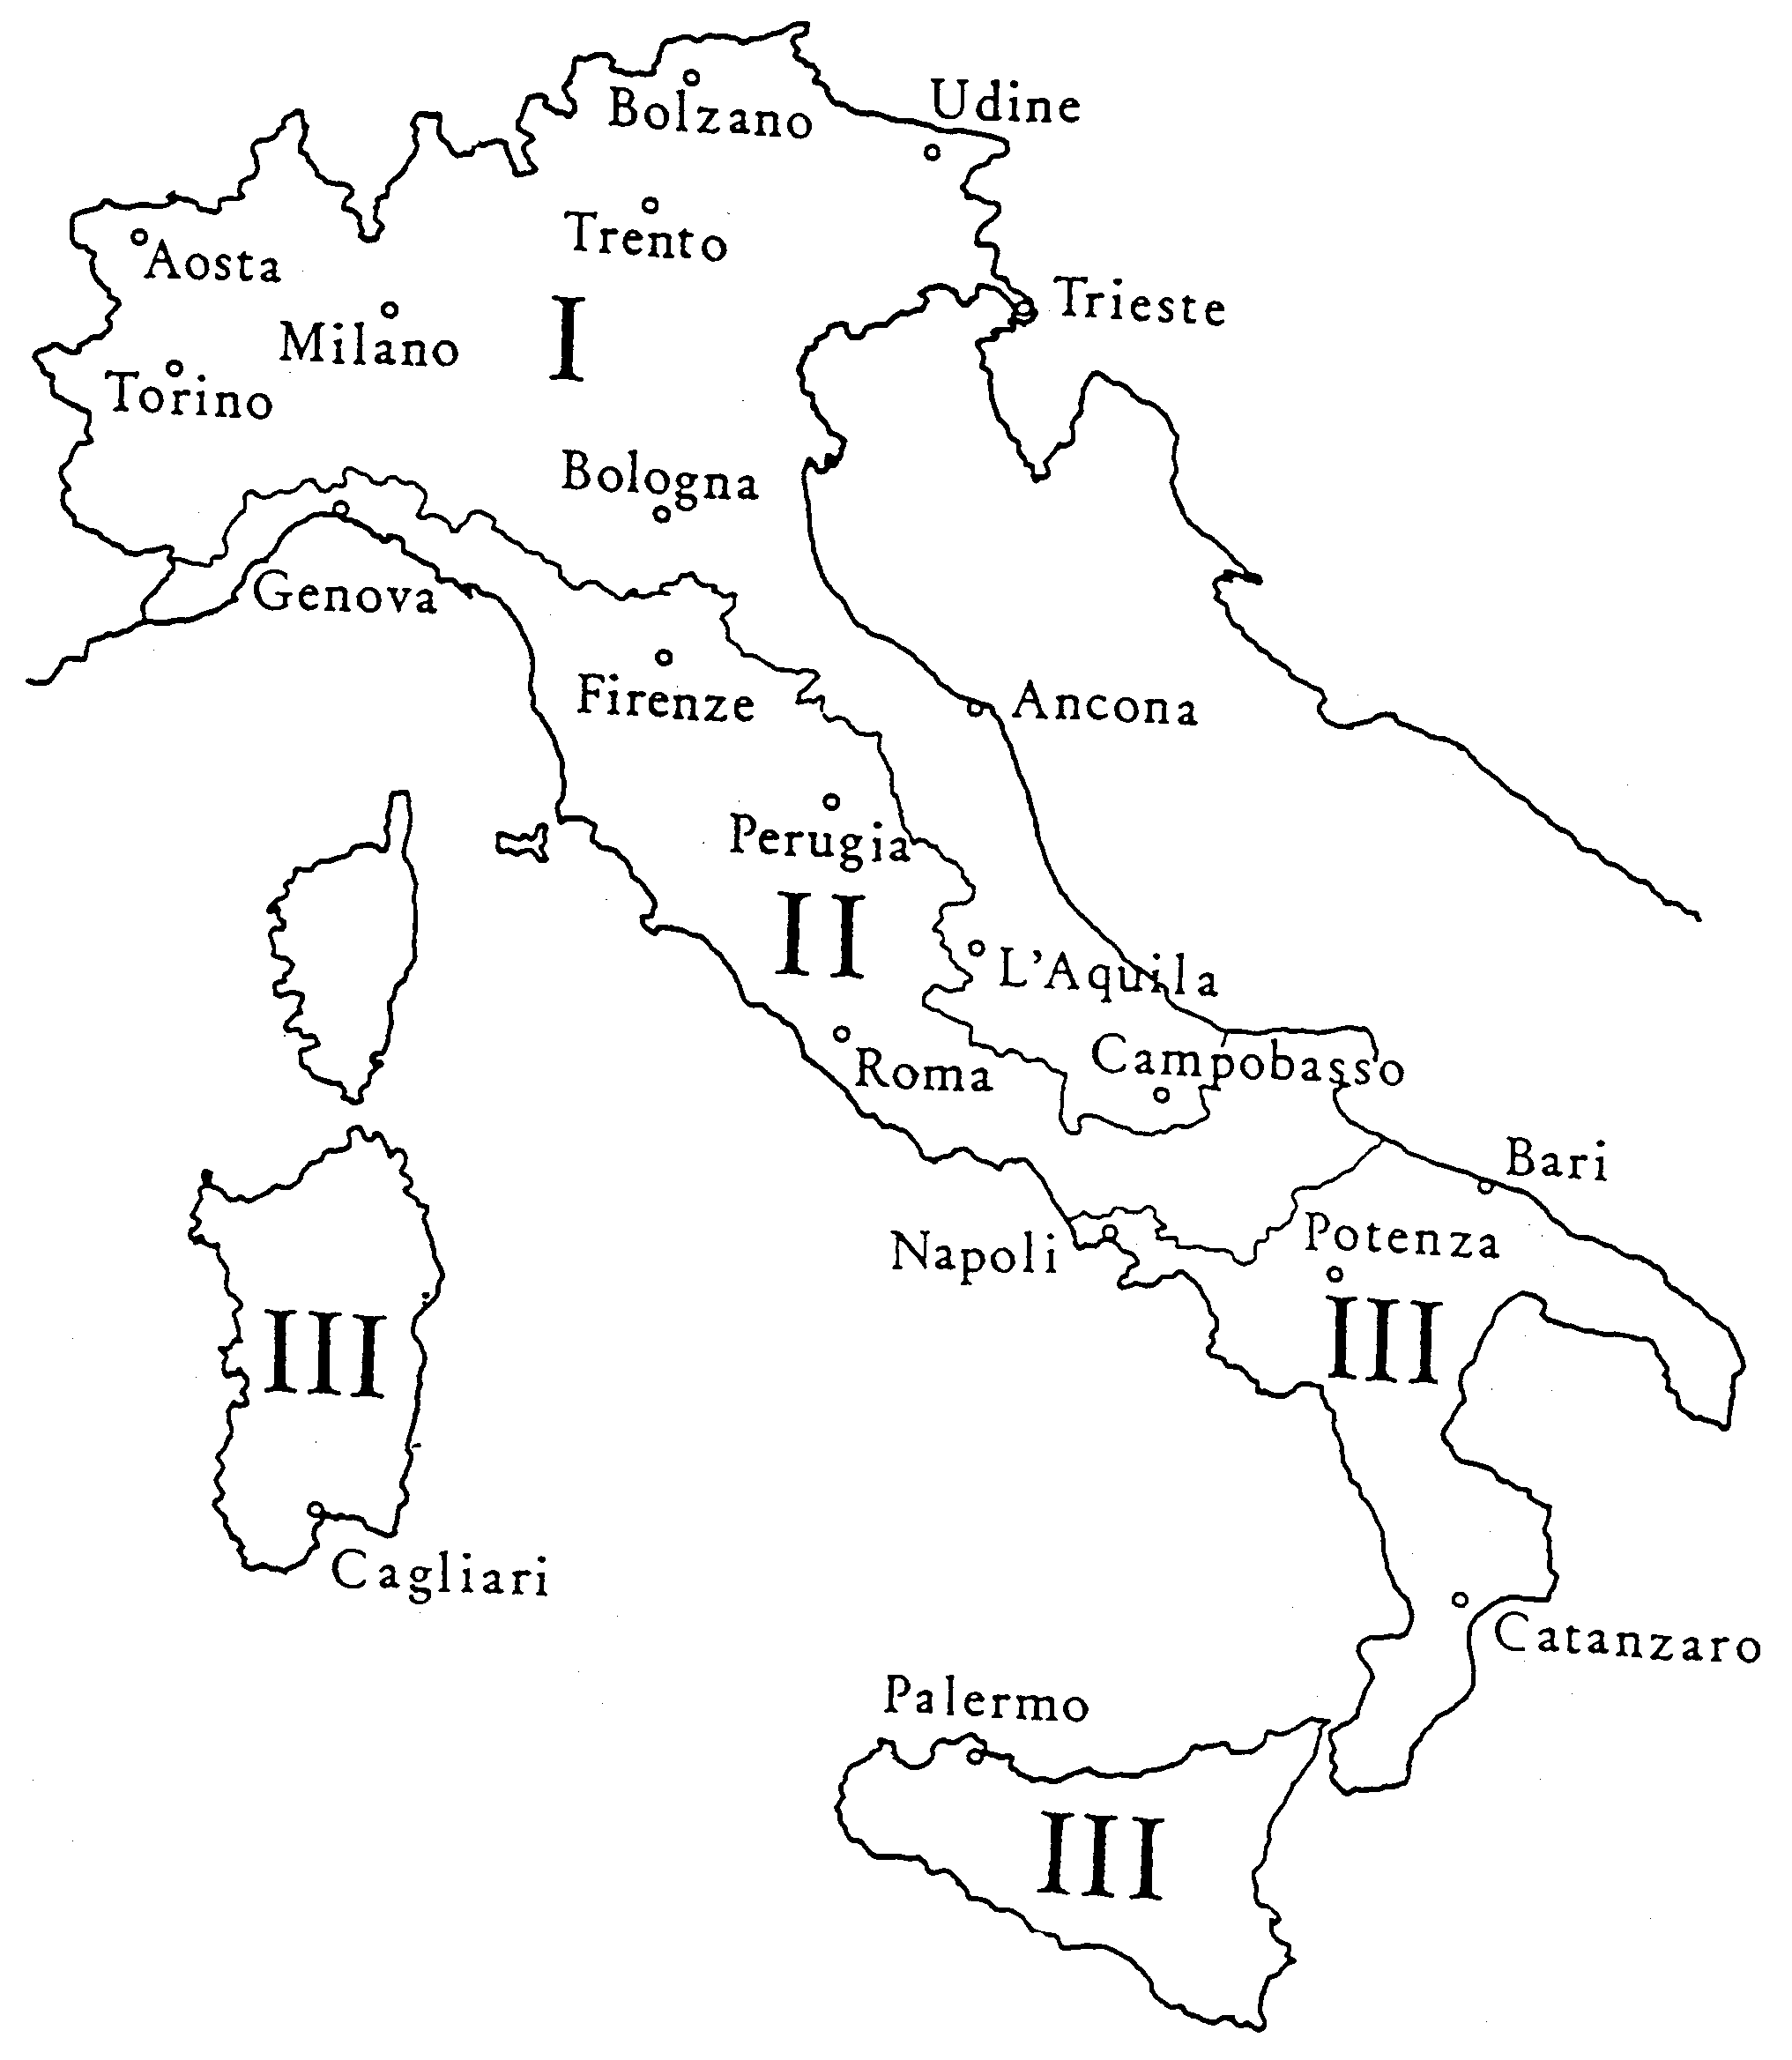 Udine
Bolzano
Trento
Aosta
Trieste
Milano
I
Torino
Bologna
Genova
Firenze
Ancona
Perugia
II
L'Aquila
Roma
Campobasso
Bari
Napoli
Potenza
III
III
Cagliari
Catanzaro
Palermo
III